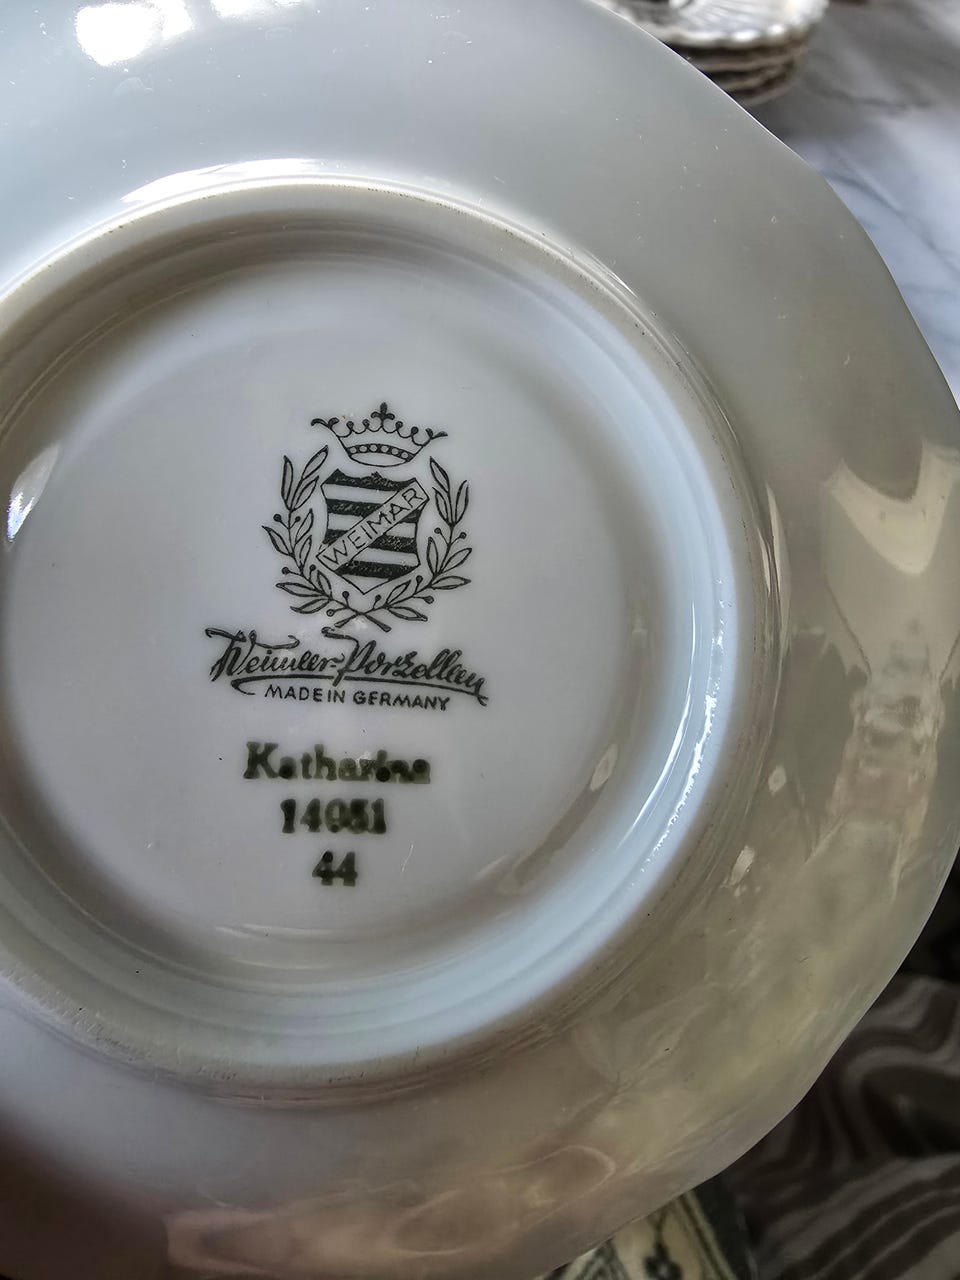 WEIMAR
Weimar-Porzellan
MADE IN GERMANY
Katharina
14051
44